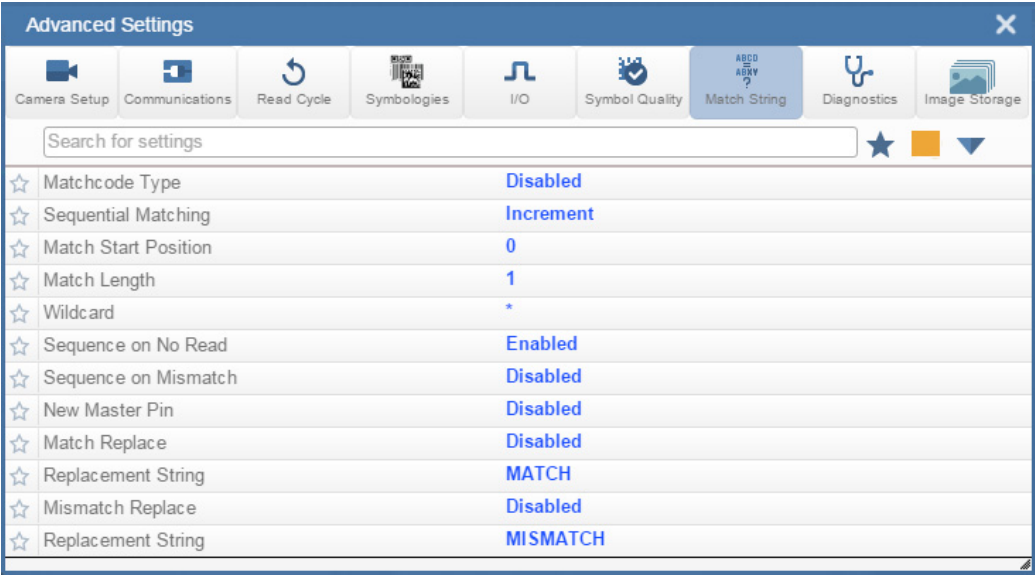 Advanced Settings
Camera Setup Communications Read Cycle Symbologies I/O Symbol Quality ABCD = ABXY ? Match String Diagnostics Image Storage
Search for settings
Matchcode Type Disabled
Sequential Matching Increment
Match Start Position 0
Match Length 1
Wildcard *
Sequence on No Read Enabled
Sequence on Mismatch Disabled
New Master Pin Disabled
Match Replace Disabled
Replacement String MATCH
Mismatch Replace Disabled
Replacement String MISMATCH